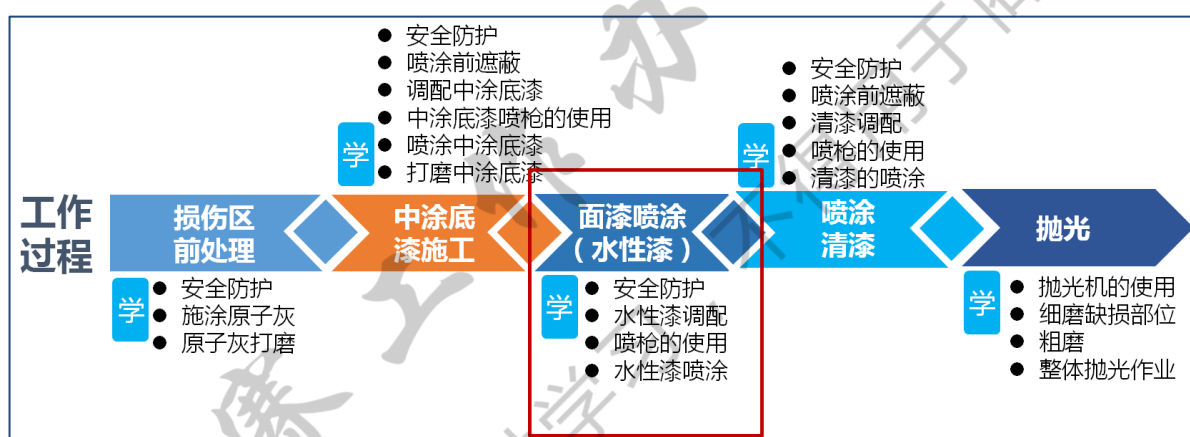 安全防护
喷涂前遮蔽
调配中涂底漆
中涂底漆喷枪的使用
喷涂中涂底漆
打磨中涂底漆
学
安全防护
喷涂前遮蔽
清漆调配
喷枪的使用
清漆的喷涂
学
工作
过程
损伤区
前处理
中涂底
漆施工
面漆喷涂
（水性漆）
喷涂
清漆
抛光
学
安全防护
施涂原子灰
原子灰打磨
学
安全防护
水性漆调配
喷枪的使用
水性漆喷涂
学
抛光机的使用
细磨缺损部位
粗磨
整体抛光作业